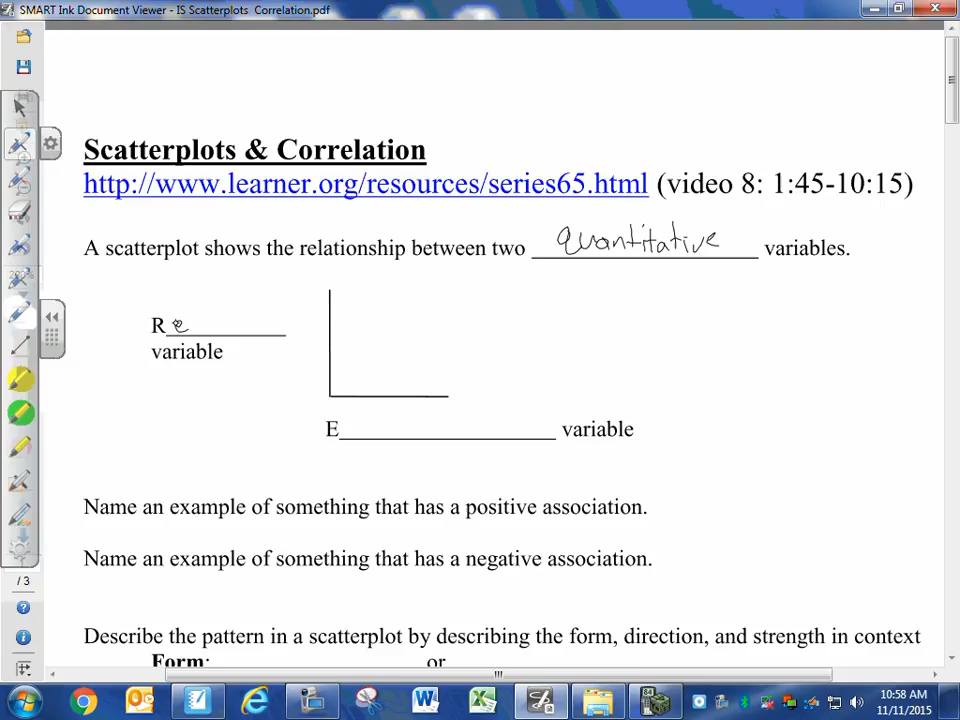 SMART Ink Document Viewer - IS Scatterplots Correlation.pdf
Scatterplots & Correlation
http://www.learner.org/resources/series65.html (video 8: 1:45-10:15)
A scatterplot shows the relationship between two quantitative variables.
Re
variable
E____________________ variable
Name an example of something that has a positive association.
Name an example of something that has a negative association.
/ 3
Describe the pattern in a scatterplot by describing the form, direction, and strength in context
Form: ____________________ or
10:58 AM
11/11/2015